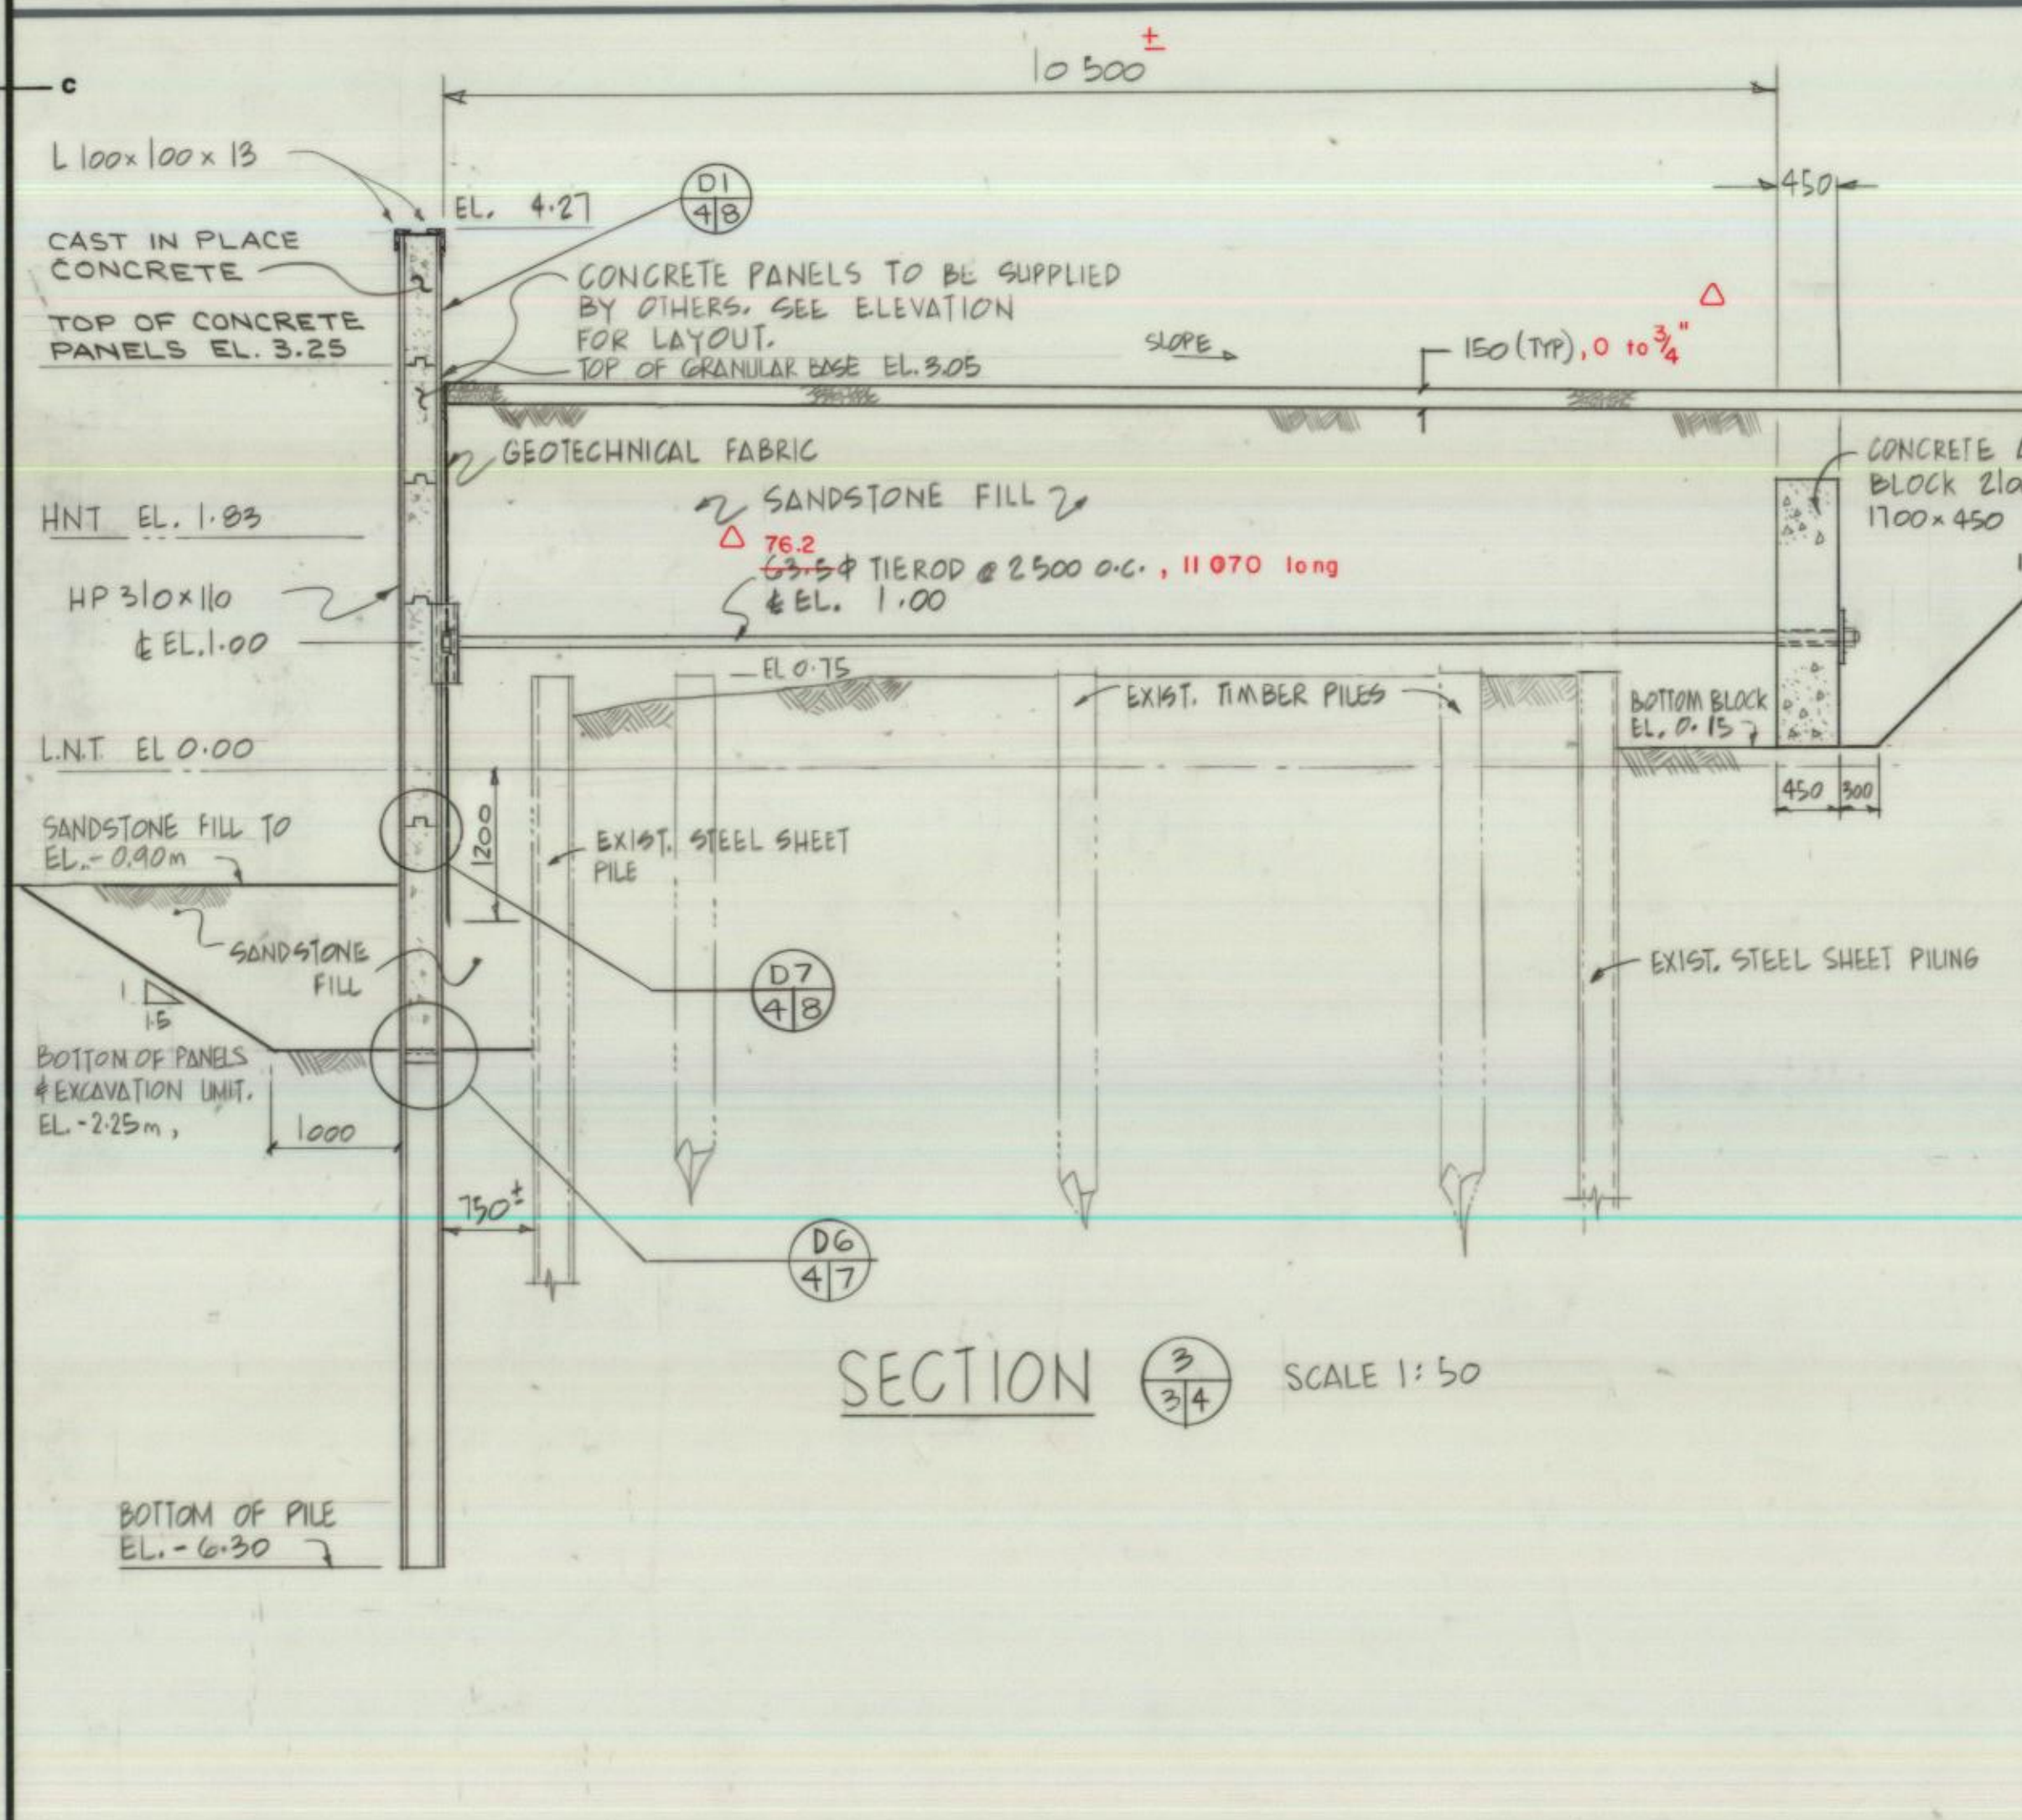 C
10 500 ±
L 100x100x13
EL. 4.27
D1
4|8
450
CAST IN PLACE
CONCRETE
CONCRETE PANELS TO BE SUPPLIED
BY OTHERS. SEE ELEVATION
FOR LAYOUT.
TOP OF CONCRETE
PANELS EL. 3.25
TOP OF GRANULAR BASE EL. 3.05
SLOPE
150 (TYP), 0 to 3/4"
GEOTECHNICAL FABRIC
CONCRETE
BLOCK 210
1700x450
SANDSTONE FILL
HNT EL. 1.83
76.2
63.5 ϕ TIEROD @ 2500 O.C., 11 070 long
℄ EL. 1.00
HP 310x110
℄ EL. 1.00
EL 0.75
EXIST. TIMBER PILES
BOTTOM BLOCK
EL. 0.15
L.N.T. EL 0.00
450
300
1200
SANDSTONE FILL TO
EL. -0.90m
EXIST. STEEL SHEET
PILE
SANDSTONE
FILL
D7
4|8
EXIST. STEEL SHEET PILING
1
1.5
BOTTOM OF PANELS
& EXCAVATION LIMIT.
EL. -2.25m,
1000
750±
D6
4|7
SECTION
3
3|4
SCALE 1:50
BOTTOM OF PILE
EL. -6.30